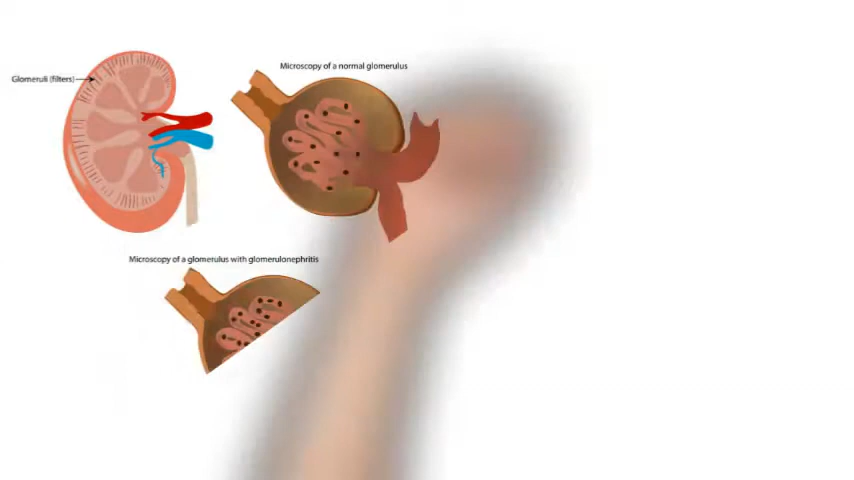 Microscopy of a normal glomerulus
Glomeruli (filters)
Microscopy of a glomerulus with glomerulonephritis